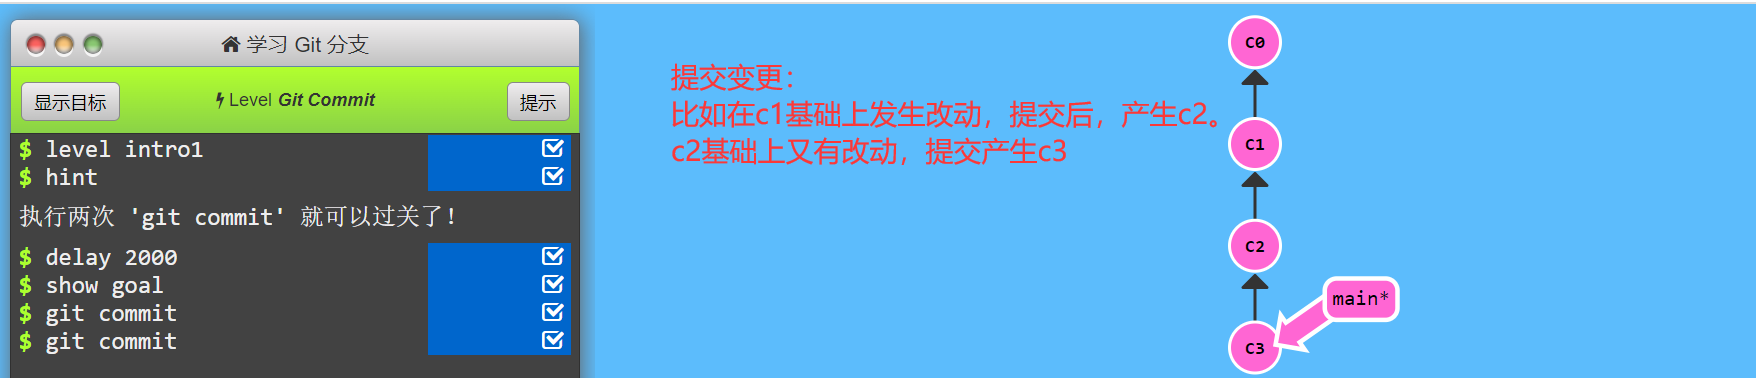 学习 Git 分支
显示目标
Level Git Commit
提示
$ level intro1
$ hint
执行两次 'git commit' 就可以过关了！
$ delay 2000
$ show goal
$ git commit
$ git commit
提交变更：
比如在c1基础上发生改动，提交后，产生c2。
c2基础上又有改动，提交产生c3
C0
C1
C2
main*
C3